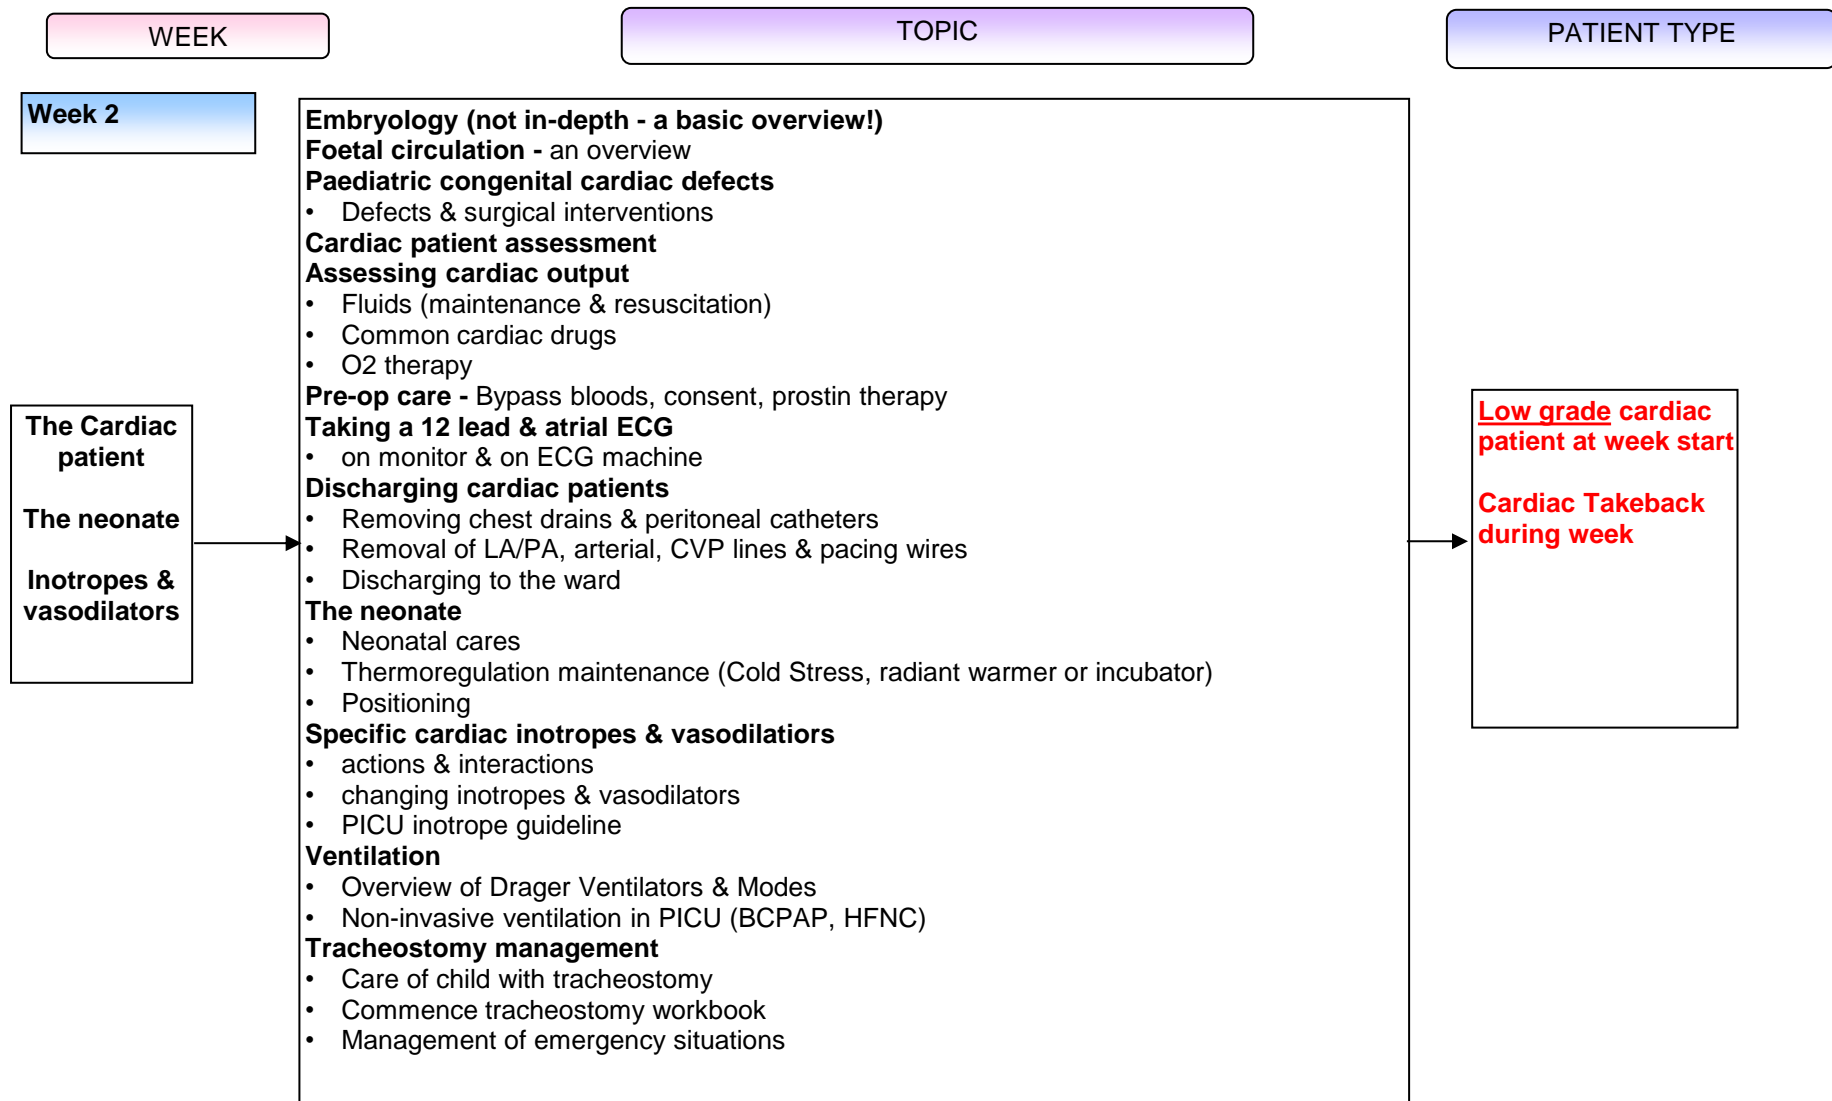 WEEK
TOPIC
PATIENT TYPE
Week 2
The Cardiac
patient
The neonate
Inotropes &
vasodilators
Embryology (not in-depth - a basic overview!)
Foetal circulation - an overview
Paediatric congenital cardiac defects
• Defects & surgical interventions
Cardiac patient assessment
Assessing cardiac output
• Fluids (maintenance & resuscitation)
• Common cardiac drugs
• O2 therapy
Pre-op care - Bypass bloods, consent, prostin therapy
Taking a 12 lead & atrial ECG
• on monitor & on ECG machine
Discharging cardiac patients
• Removing chest drains & peritoneal catheters
• Removal of LA/PA, arterial, CVP lines & pacing wires
• Discharging to the ward
The neonate
• Neonatal cares
• Thermoregulation maintenance (Cold Stress, radiant warmer or incubator)
• Positioning
Specific cardiac inotropes & vasodilatiors
• actions & interactions
• changing inotropes & vasodilators
• PICU inotrope guideline
Ventilation
• Overview of Drager Ventilators & Modes
• Non-invasive ventilation in PICU (BCPAP, HFNC)
Tracheostomy management
• Care of child with tracheostomy
• Commence tracheostomy workbook
• Management of emergency situations
Low grade cardiac
patient at week start
Cardiac Takeback
during week